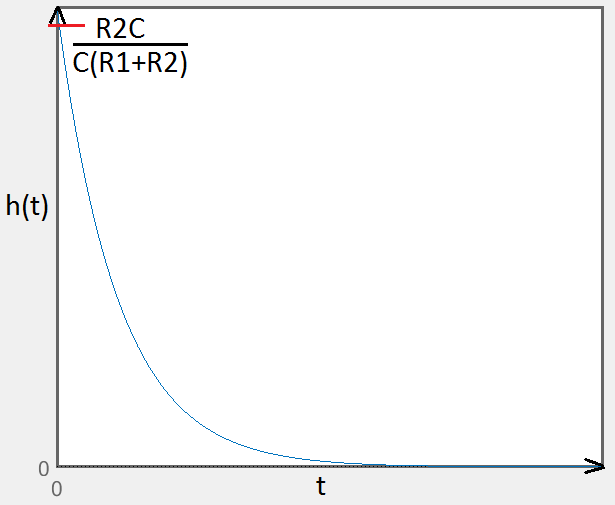 R2C
C(R1+R2)
h(t)
0
0
t